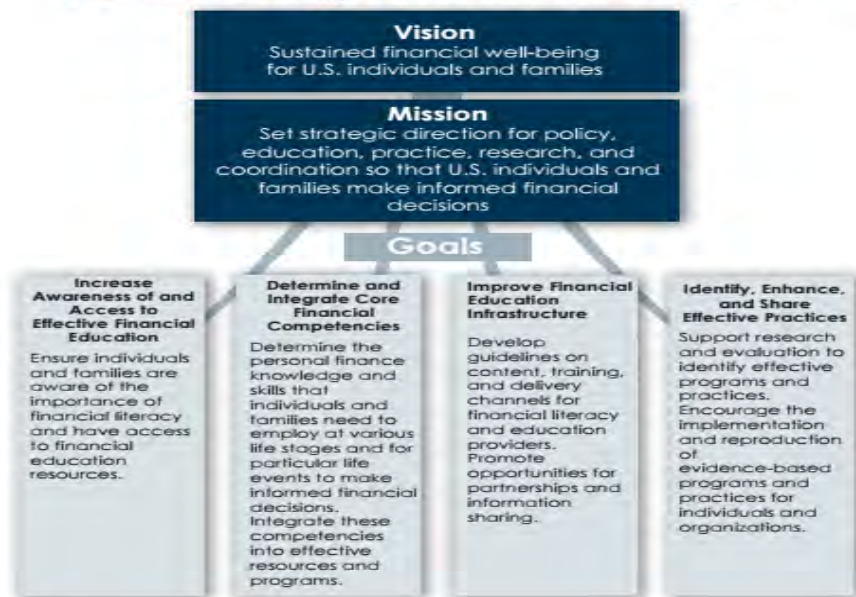 Vision
Sustained financial well-being
for U.S. individuals and families
Mission
Set strategic direction for policy,
education, practice, research, and
coordination so that U.S. individuals and
families make informed financial
decisions
Goals
Increase
Awareness of and
Access to
Effective Financial
Education
Ensure individuals
and families are
aware of the
importance of
financial literacy
and have access
to financial
education
resources.
Determine and
Integrate Core
Financial
Competencies
Determine the
personal finance
knowledge and
skills that
individuals and
families need to
employ at various
life stages and for
particular life
events to make
informed financial
decisions.
Integrate these
competencies
into effective
resources and
programs.
Improve Financial
Education
Infrastructure
Develop
guidelines on
content, training,
and delivery
channels for
financial literacy
and education
providers.
Promote
opportunities for
partnerships and
information
sharing.
Identify, Enhance,
and Share
Effective Practices
Support research
and evaluation to
identify effective
programs and
practices.
Encourage the
implementation
and reproduction
of
evidence-based
programs and
practices for
individuals and
organizations.